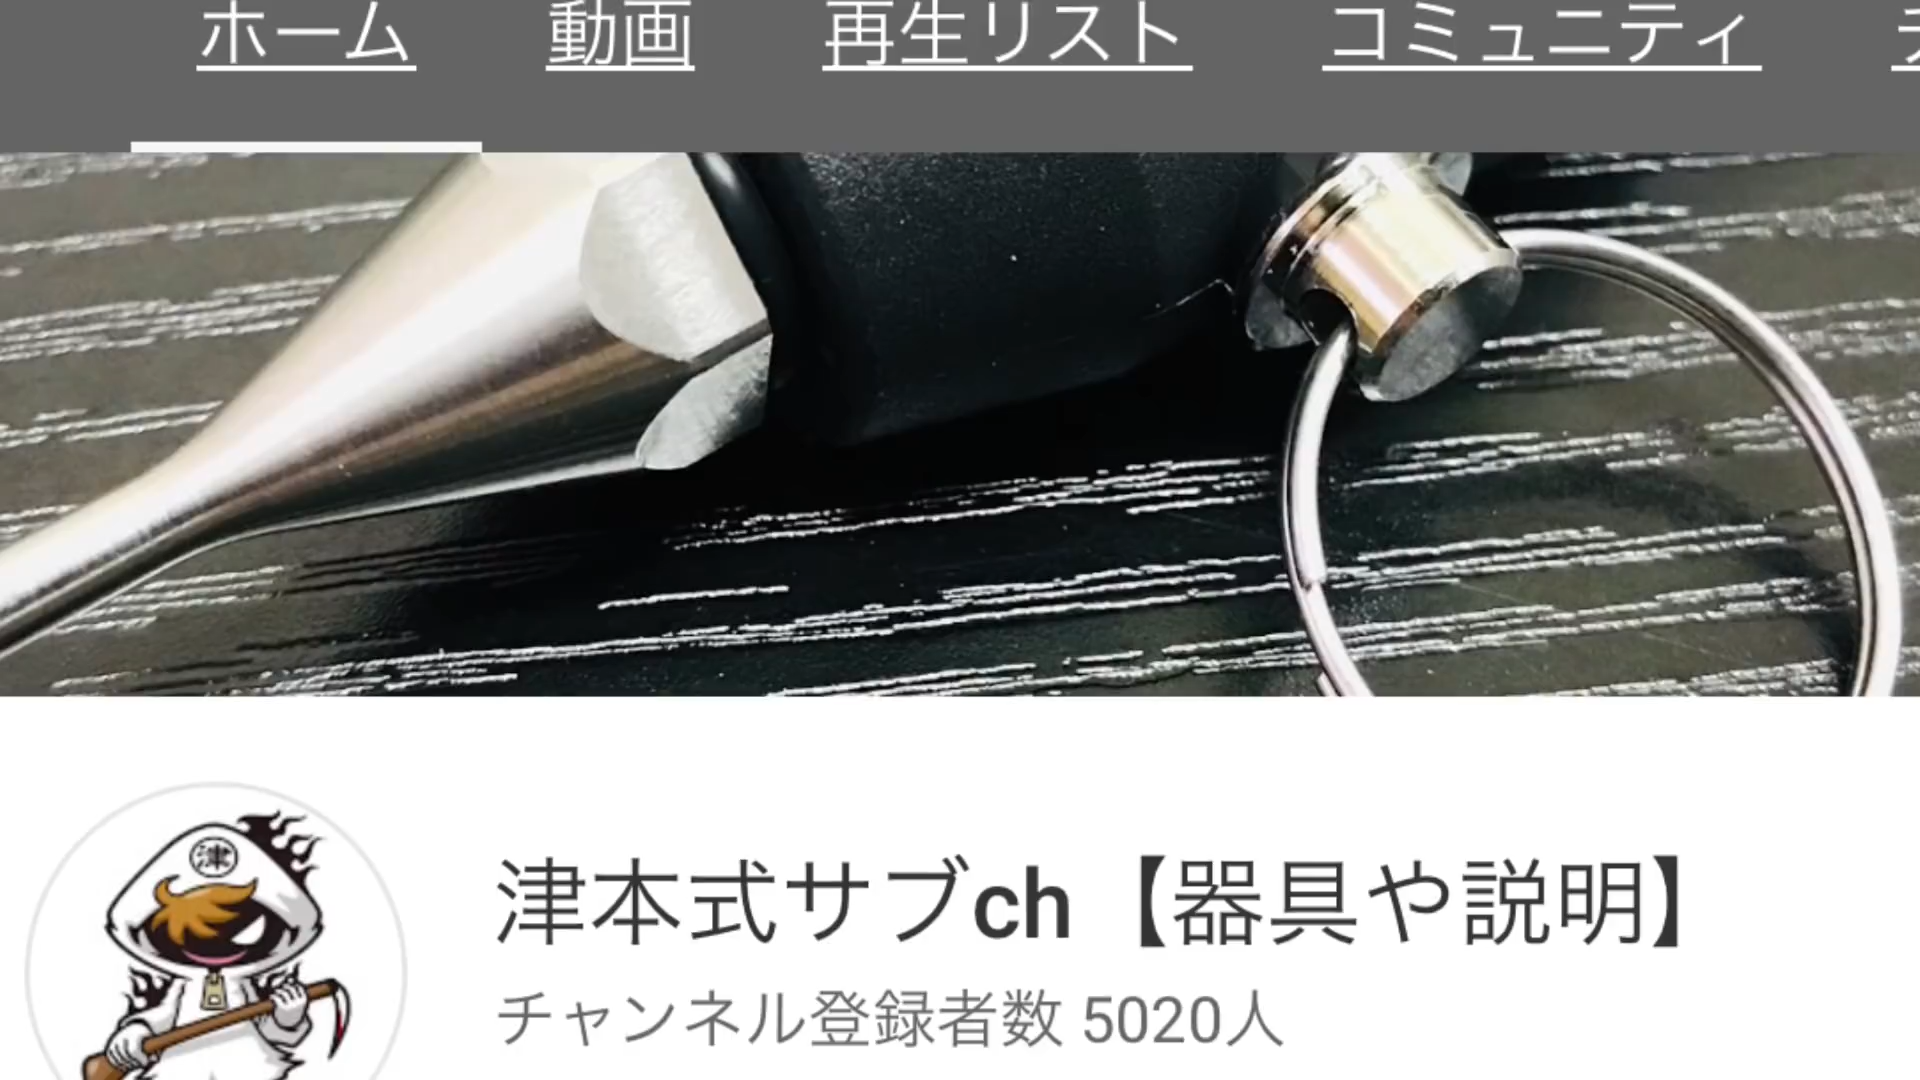 ホーム 動画 再生リスト コミュニティ
津
津本式サブch【器具や説明】
チャンネル登録者数 5020人